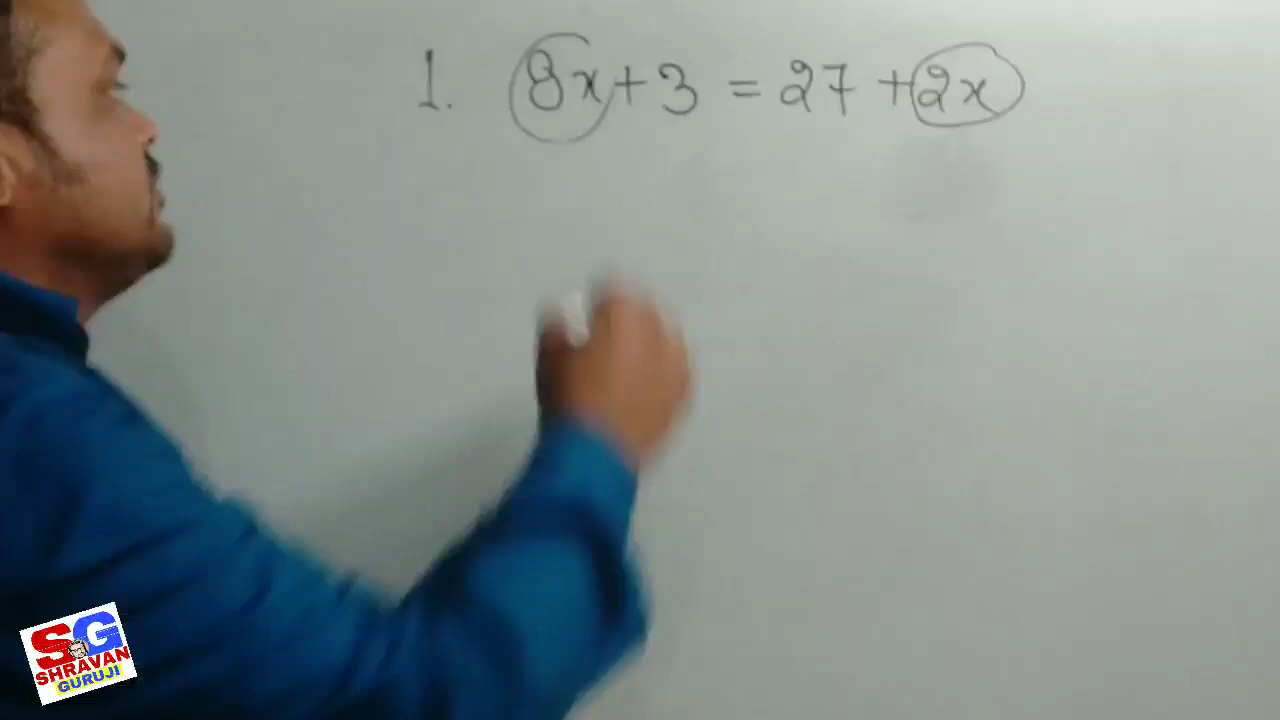 1. 8x + 3 = 27 + 2x
SG
SHRAVAN
GURUJI